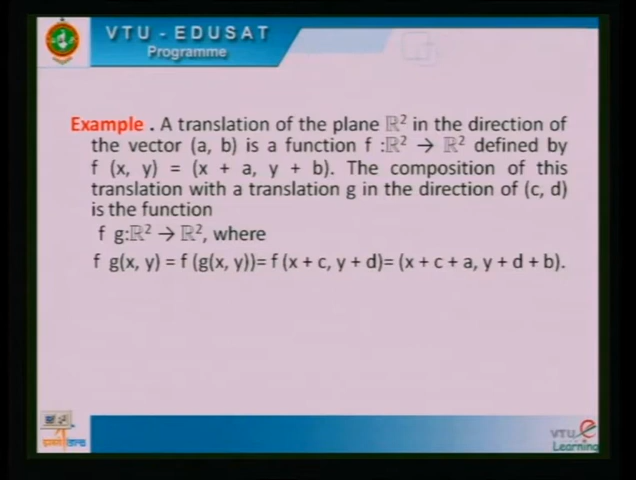 VTU - EDUSAT
Programme
Example . A translation of the plane ℝ² in the direction of
the vector (a, b) is a function f :ℝ² → ℝ² defined by
f (x, y) = (x + a, y + b). The composition of this
translation with a translation g in the direction of (c, d)
is the function
f g:ℝ² → ℝ², where
f g(x, y) = f (g(x, y))= f (x + c, y + d)= (x + c + a, y + d + b).
VTU e
Learning